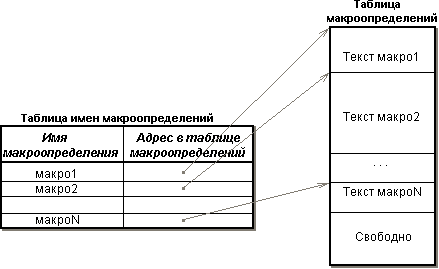 Таблица
макроопределений
Текст макро1
Текст макро2
. . .
Текст макроN
Свободно
Таблица имен макроопределений
Имя макроопределения
Адрес в таблице макроопределений
макро1
макро2
макроN